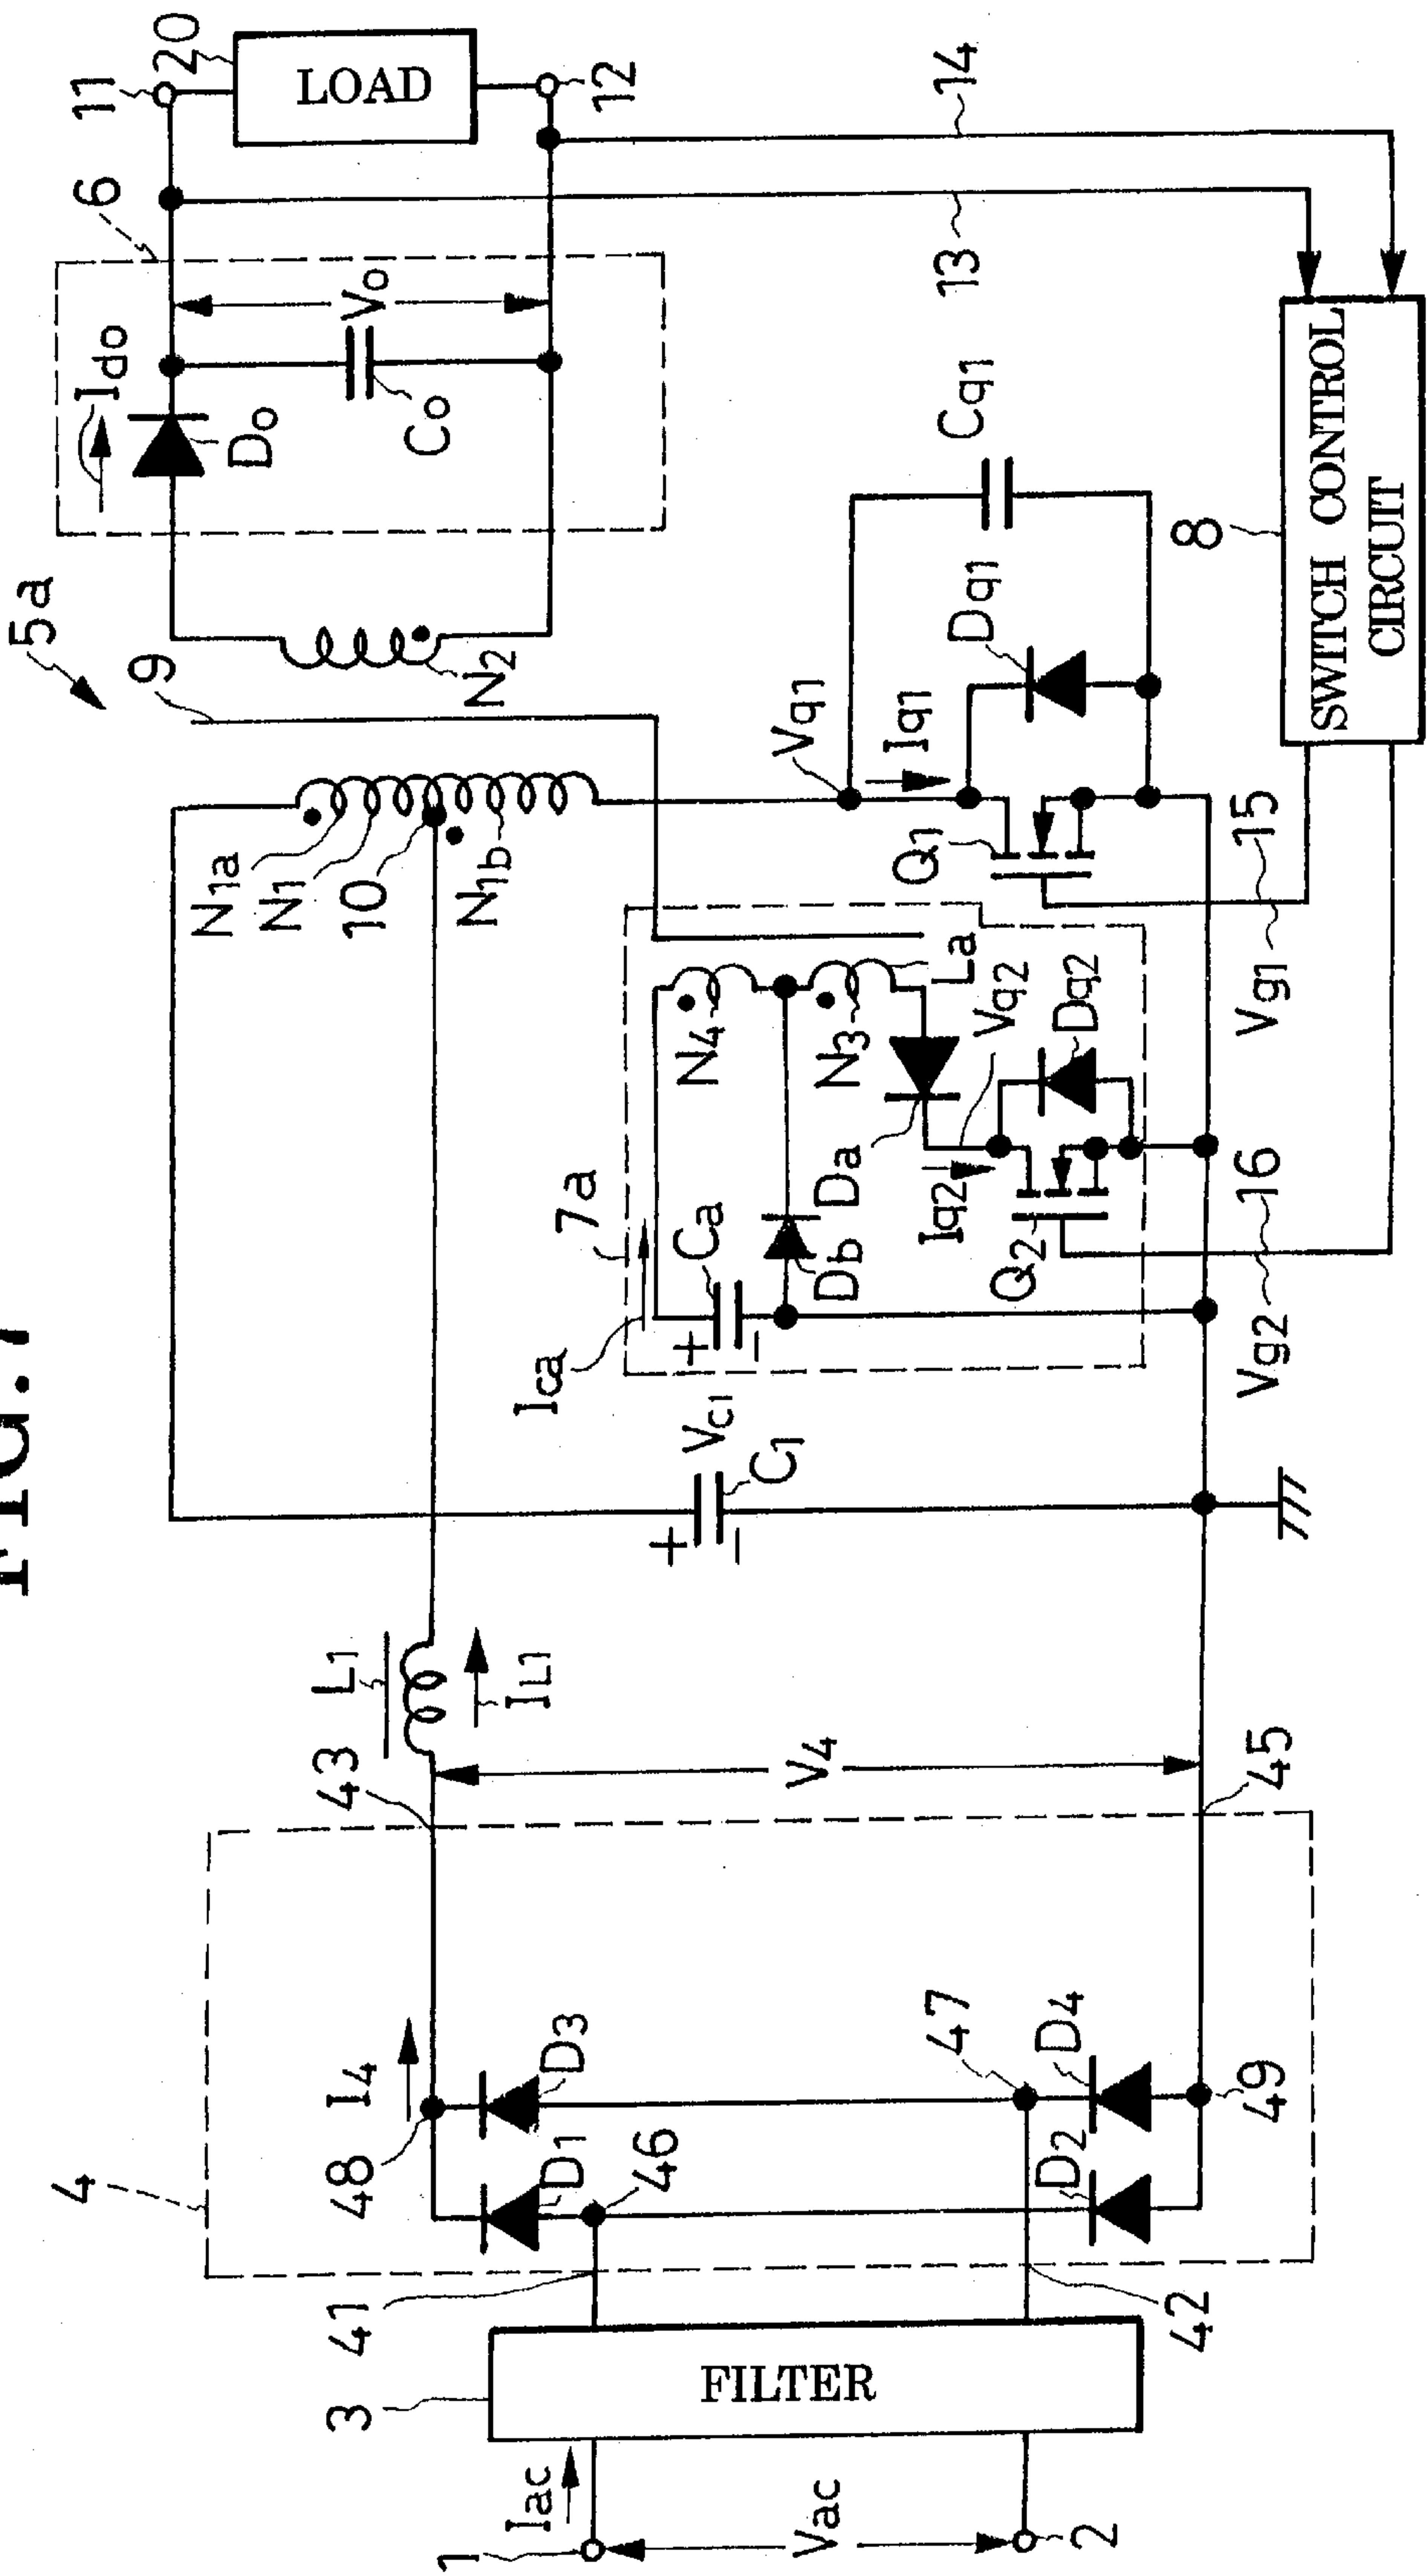 FIG. 7
5a
6
11
20
LOAD
12
Ido
Do
Vo
Co
14
13
9
N2
N1a
N1
10
N1b
Vq1
Iq1
Q1
Dq1
Cq1
8
SWITCH CONTROL
CIRCUIT
15
Vg1
16
Vg2
7a
Ica
Ca
+
−
N4
N3
La
Da
Db
Vq2
Iq2
Q2
Dq2
Vc1
C1
+
−
L1
IL1
43
V4
45
4
I4
48
D3
D1
46
47
D4
D2
49
41
42
3
FILTER
Iac
1
Vac
2